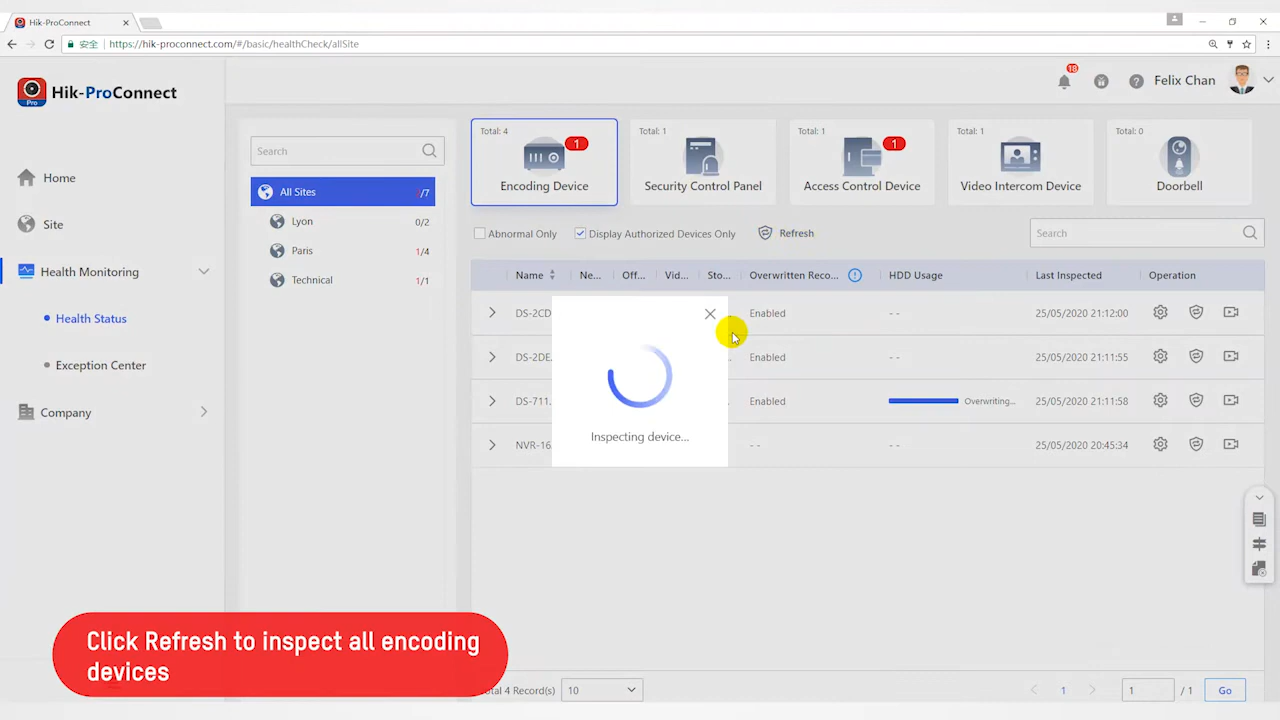 Hik-ProConnect
安全
https://hik-proconnect.com/#/basic/healthCheck/allSite
Pro
Hik-ProConnect
18
Felix Chan
Home
Site
Health Monitoring
Health Status
Exception Center
Company
Search
All Sites /7
Lyon 0/2
Paris 1/4
Technical 1/1
Total: 4
1
Encoding Device
Total: 1
Security Control Panel
Total: 1
1
Access Control Device
Total: 1
Video Intercom Device
Total: 0
Doorbell
Abnormal Only
Display Authorized Devices Only
Refresh
Search
Name Ne... Off... Vid... Sto... Overwritten Reco... HDD Usage Last Inspected Operation
DS-2CD Enabled - - 25/05/2020 21:12:00
DS-2DE. Enabled - - 25/05/2020 21:11:55
DS-711. Enabled Overwriting... 25/05/2020 21:11:58
NVR-16. - - - - 25/05/2020 20:45:34
Inspecting device...
Click Refresh to inspect all encoding
devices
tal 4 Record(s) 10
1
1 / 1 Go